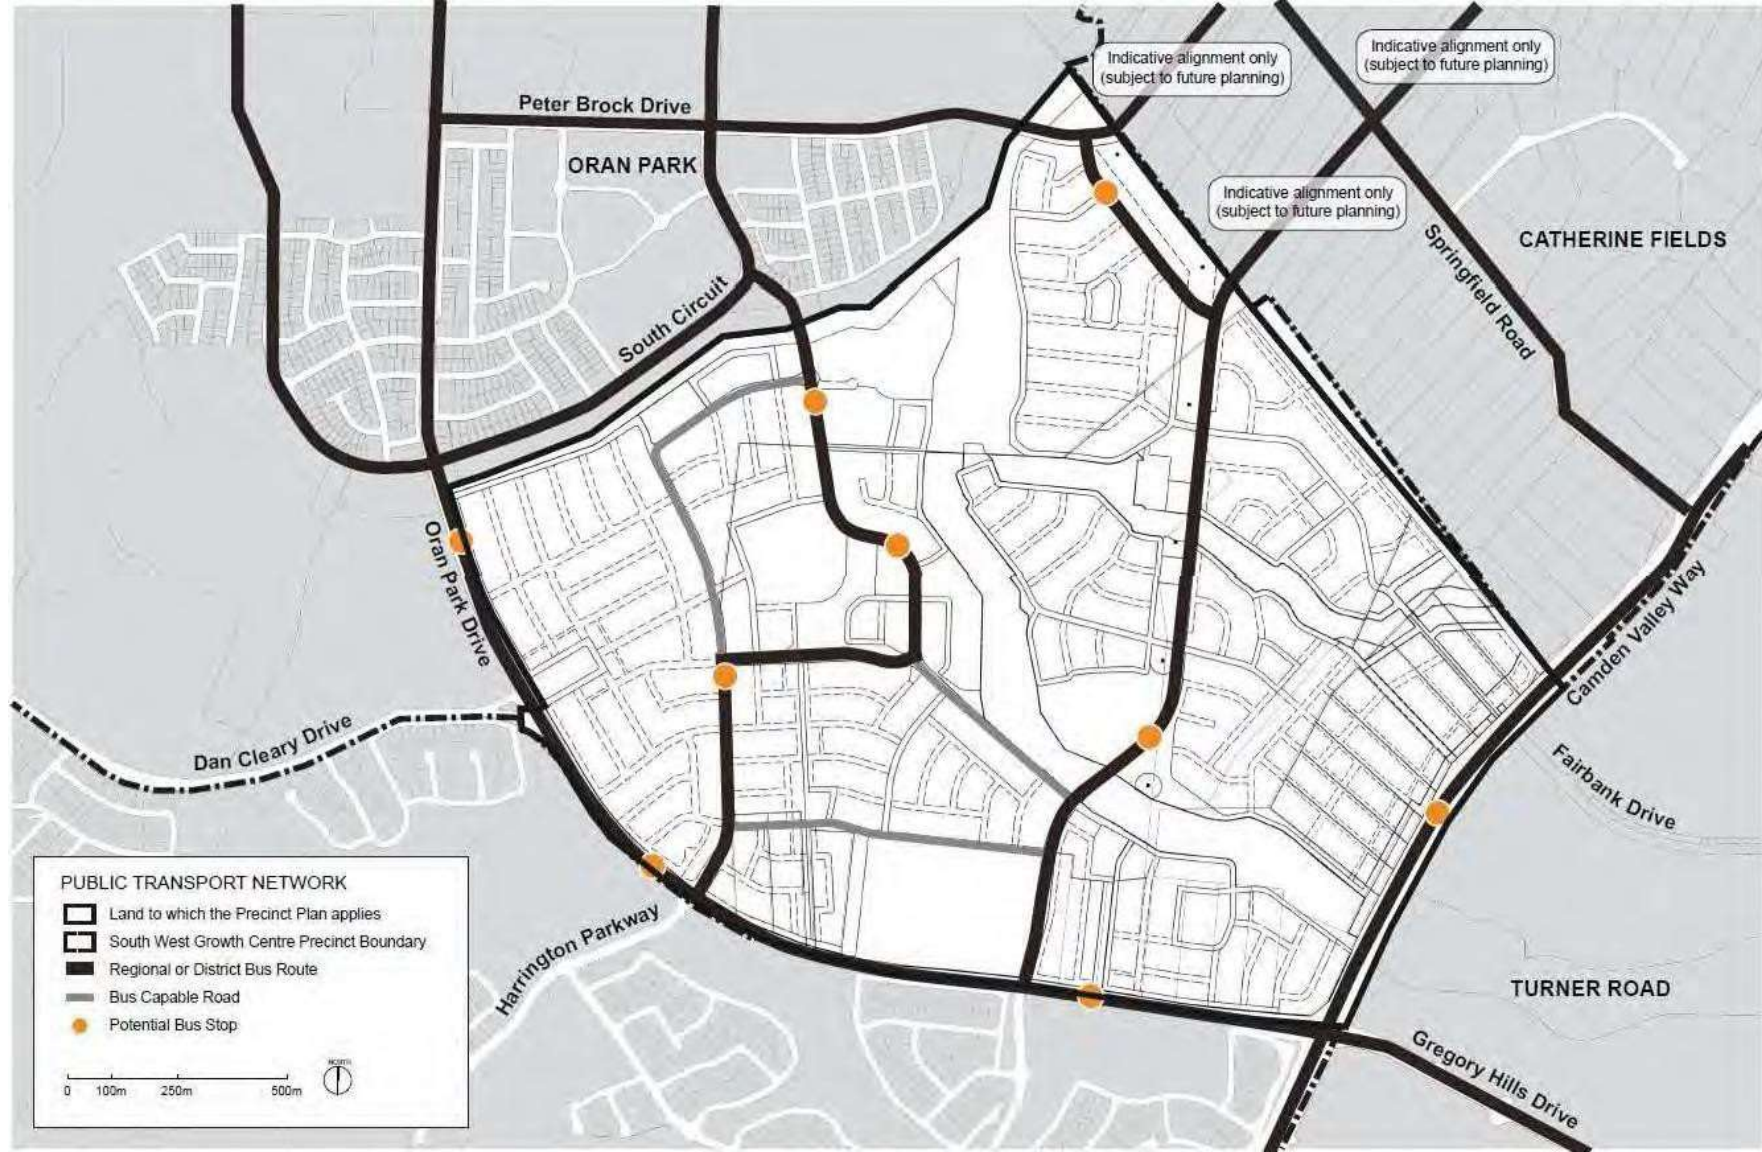 Indicative alignment only
(subject to future planning)
Indicative alignment only
(subject to future planning)
Peter Brock Drive
ORAN PARK
Indicative alignment only
(subject to future planning)
CATHERINE FIELDS
Springfield Road
South Circuit
Oran Park Drive
Camden Valley Way
Dan Cleary Drive
Fairbank Drive
Harrington Parkway
TURNER ROAD
Gregory Hills Drive
PUBLIC TRANSPORT NETWORK
Land to which the Precinct Plan applies
South West Growth Centre Precinct Boundary
Regional or District Bus Route
Bus Capable Road
Potential Bus Stop
NORTH
0 100m 250m 500m